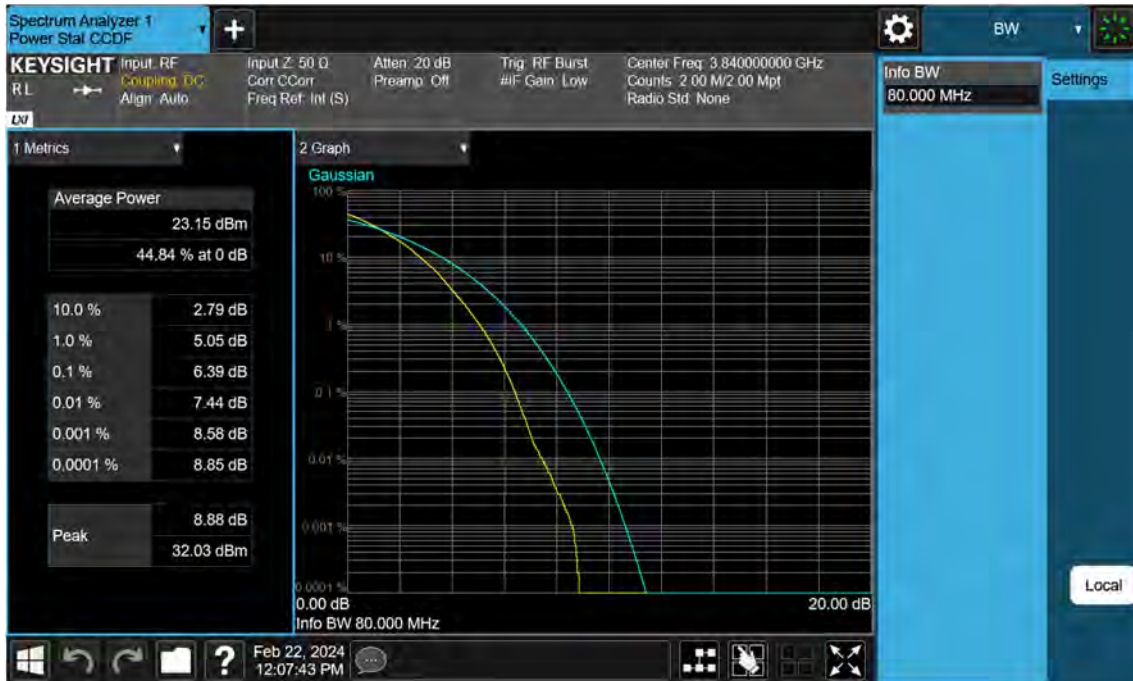 Spectrum Analyzer 1
Power Stat CCDF
BW
KEYSIGHT
RL
LXI
Input: RF
Coupling: DC
Align: Auto
Input Z: 50 Ω
Corr CCorr
Freq Ref: Int (S)
Atten: 20 dB
Preamp: Off
Trig: RF Burst
#IF Gain: Low
Center Freq: 3.840000000 GHz
Counts: 2.00 M/2.00 Mpt
Radio Std: None
Info BW
80.000 MHz
Settings
1 Metrics
Average Power
23.15 dBm
44.84 % at 0 dB
10.0 % 2.79 dB
1.0 % 5.05 dB
0.1 % 6.39 dB
0.01 % 7.44 dB
0.001 % 8.58 dB
0.0001 % 8.85 dB
Peak
8.88 dB
32.03 dBm
2 Graph
Gaussian
100 %
10 %
1 %
0.1 %
0.01 %
0.001 %
0.0001 %
0.00 dB 20.00 dB
Info BW 80.000 MHz
Local
?
Feb 22, 2024
12:07:43 PM